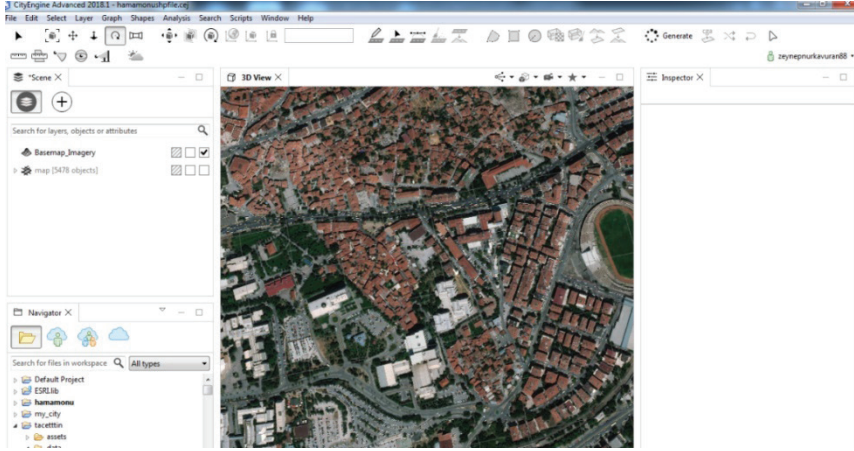 CityEngine Advanced 2018.1 - hamamonushpfile.cej
File Edit Select Layer Graph Shapes Analysis Search Scripts Window Help
Generate
zeynepnurkavuran88
*Scene
3D View
Inspector
Search for layers, objects or attributes
Basemap_Imagery
map [5478 objects]
Navigator
Search for files in workspace
All types
Default Project
ESRI.lib
hamamonu
my_city
tacetttin
assets
data